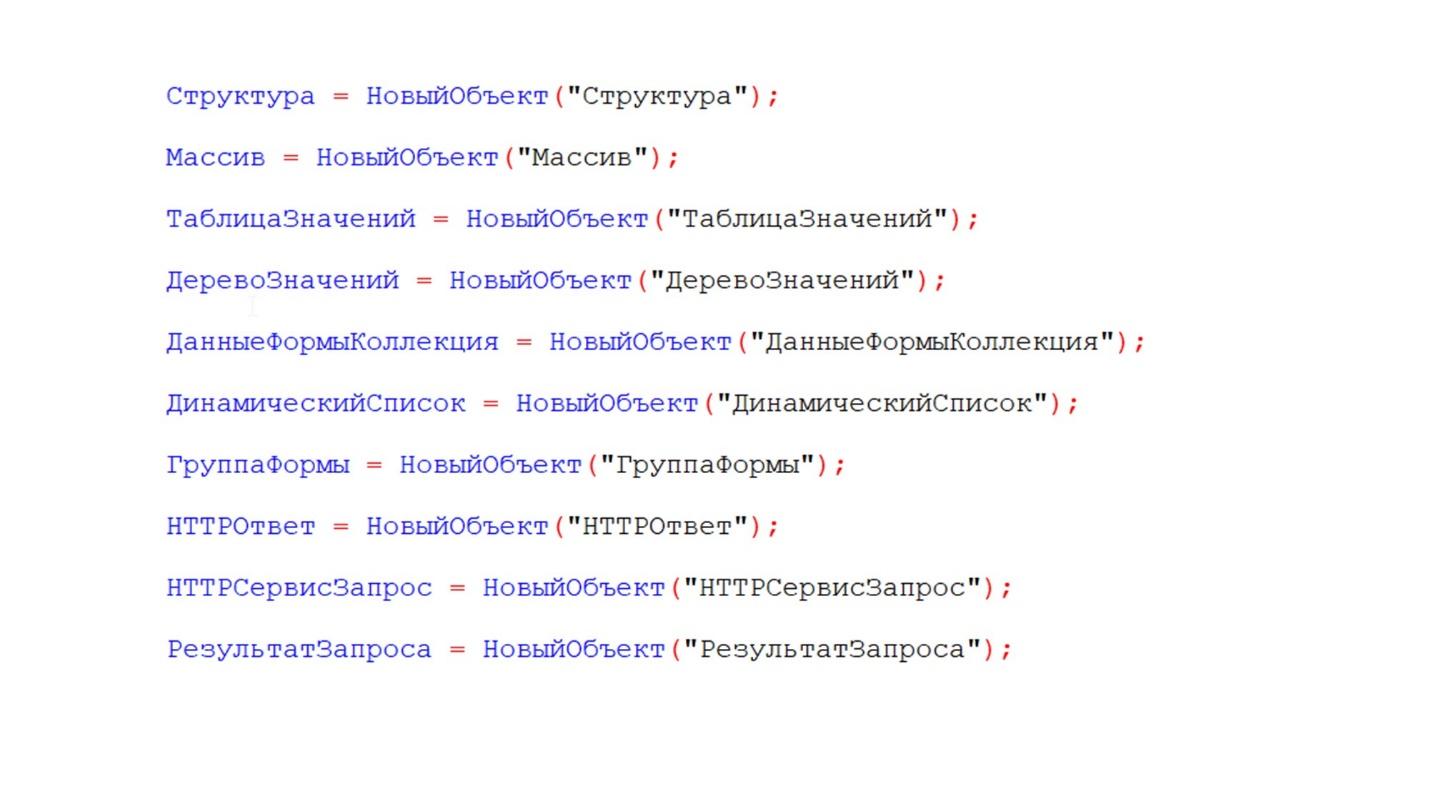 Структура = НовыйОбъект("Структура");
Массив = НовыйОбъект("Массив");
ТаблицаЗначений = НовыйОбъект("ТаблицаЗначений");
ДеревоЗначений = НовыйОбъект("ДеревоЗначений");
ДанныеФормыКоллекция = НовыйОбъект("ДанныеФормыКоллекция");
ДинамическийСписок = НовыйОбъект("ДинамическийСписок");
ГруппаФормы = НовыйОбъект("ГруппаФормы");
HTTPОтвет = НовыйОбъект("HTTPОтвет");
HTTPСервисЗапрос = НовыйОбъект("HTTPСервисЗапрос");
РезультатЗапроса = НовыйОбъект("РезультатЗапроса");